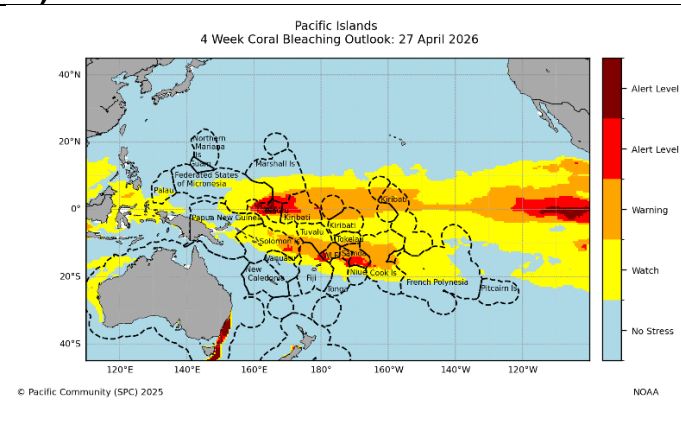 Pacific Islands
4 Week Coral Bleaching Outlook: 27 April 2026
40°N
20°N
0°
20°S
40°S
120°E
140°E
160°E
180°
160°W
140°W
120°W
Northern
Mariana
Is
Guam
Marshall Is
Federated States
of Micronesia
Palau
Kiribati
Papua New Guinea
Kiribati
Kiribati
Tuvalu
Solomon Is
Tokelau
Vanuatu
Samoa
New
Caledonia
Fiji
Niue
Cook Is
Tonga
French Polynesia
Pitcairn Is
Alert Level
Alert Level
Warning
Watch
No Stress
© Pacific Community (SPC) 2025
NOAA